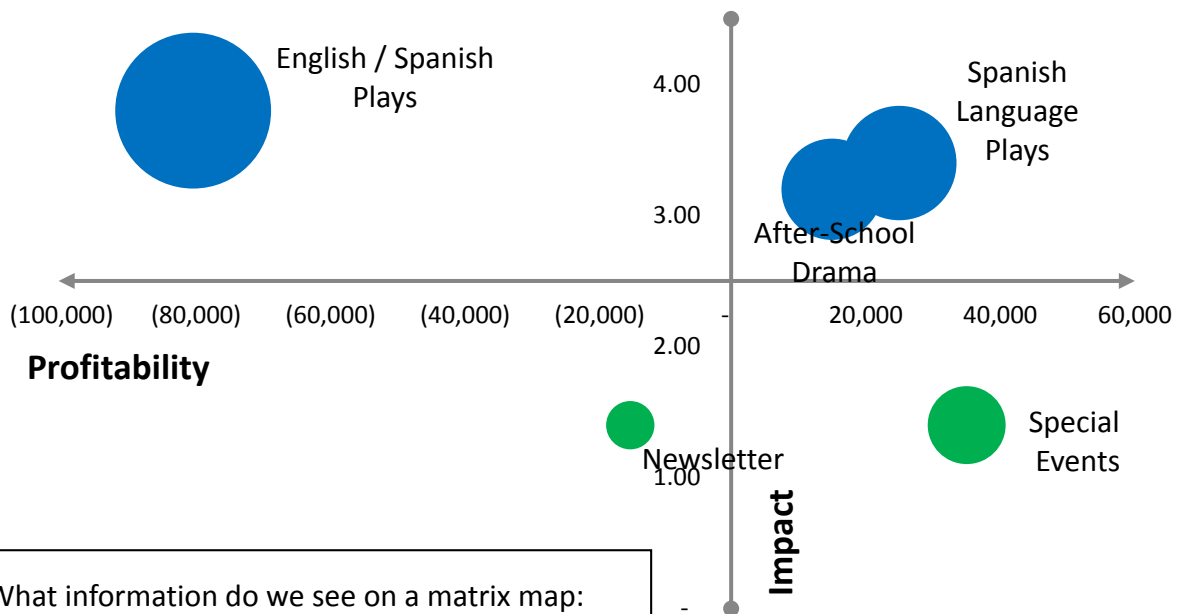 English / Spanish
Plays
4.00
Spanish
Language
Plays
3.00
After-School
Drama
(100,000) (80,000) (60,000) (40,000) (20,000) - 20,000 40,000 60,000
2.00
Profitability
Special
Events
Newsletter
1.00
Impact
What information do we see on a matrix map:
-